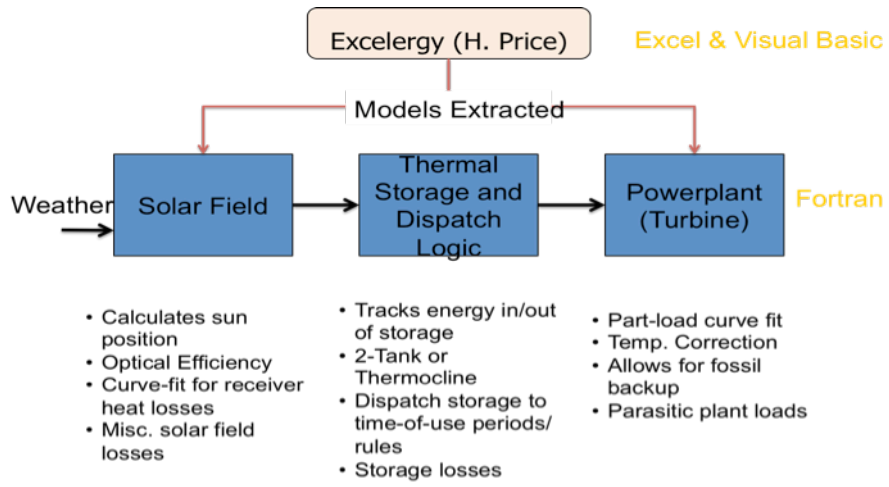 Excelergy (H. Price)
Excel & Visual Basic
Models Extracted
Weather
Solar Field
Thermal
Storage and
Dispatch
Logic
Powerplant
(Turbine)
Fortran
• Calculates sun
position
• Optical Efficiency
• Curve-fit for receiver
heat losses
• Misc. solar field
losses
• Tracks energy in/out
of storage
• 2-Tank or
Thermocline
• Dispatch storage to
time-of-use periods/
rules
• Storage losses
• Part-load curve fit
• Temp. Correction
• Allows for fossil
backup
• Parasitic plant loads